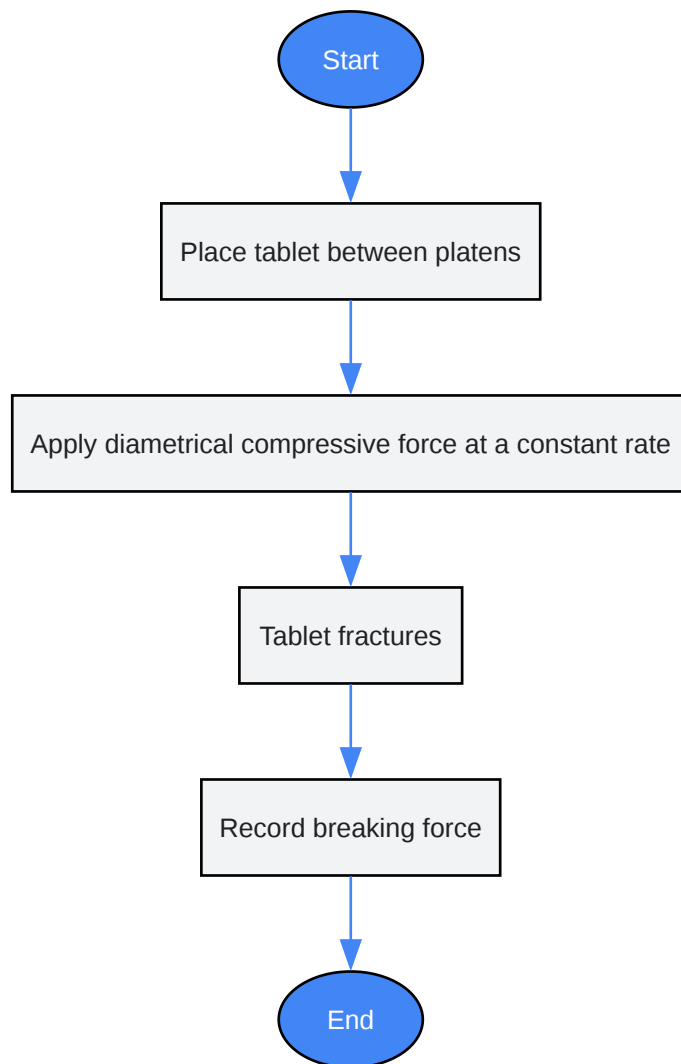 Start
Place tablet between platens
Apply diametrical compressive force at a constant rate
Tablet fractures
Record breaking force
End